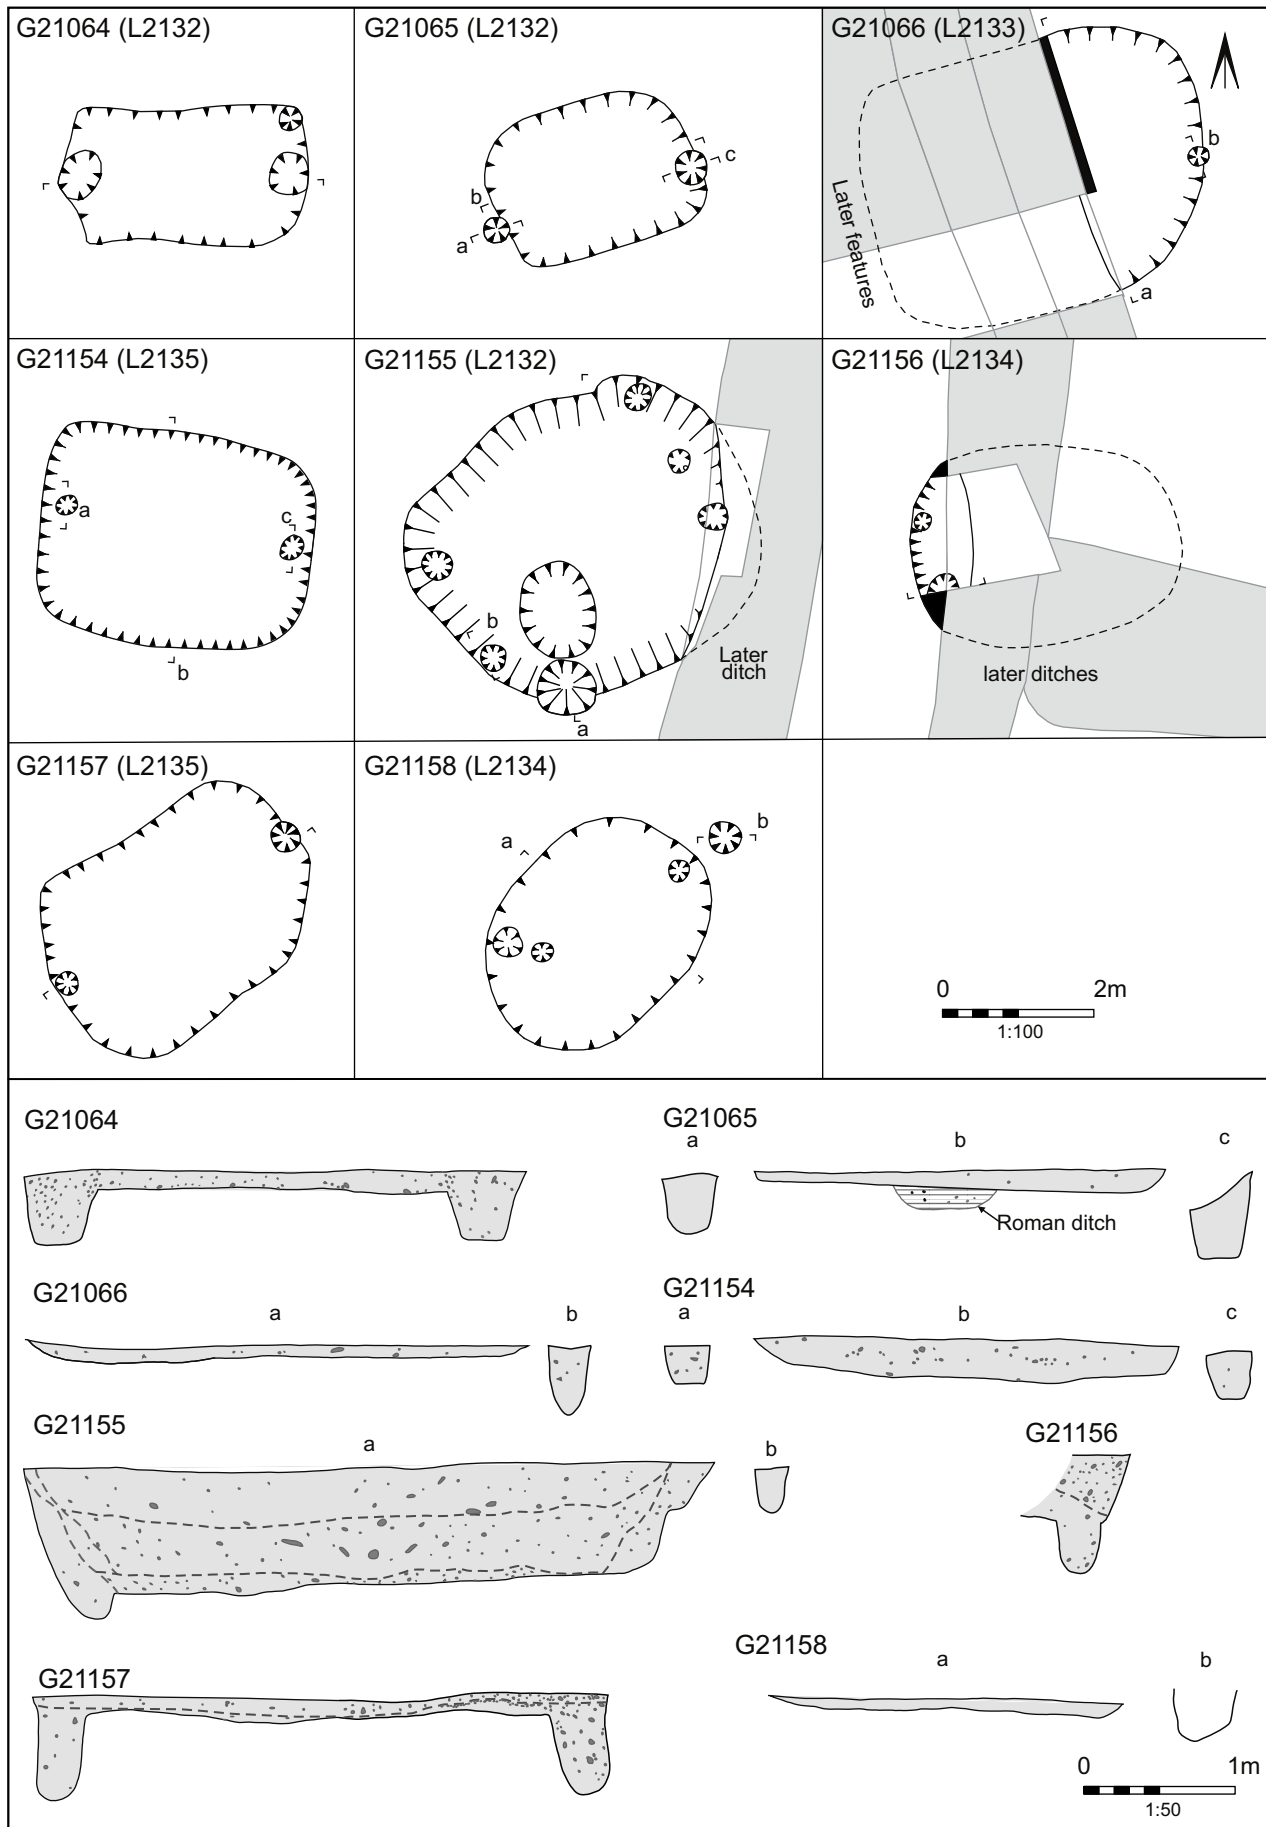 G21064 (L2132)
G21065 (L2132)
c
b
a
G21066 (L2133)
b
Later features
a
G21154 (L2135)
a
c
b
G21155 (L2132)
b
Later
ditch
a
G21156 (L2134)
later ditches
G21157 (L2135)
G21158 (L2134)
a
b
0 2m
1:100
G21064
G21065
a b c
Roman ditch
G21066
a b
G21154
a b c
G21155
a b
G21156
G21157
G21158
a b
0 1m
1:50